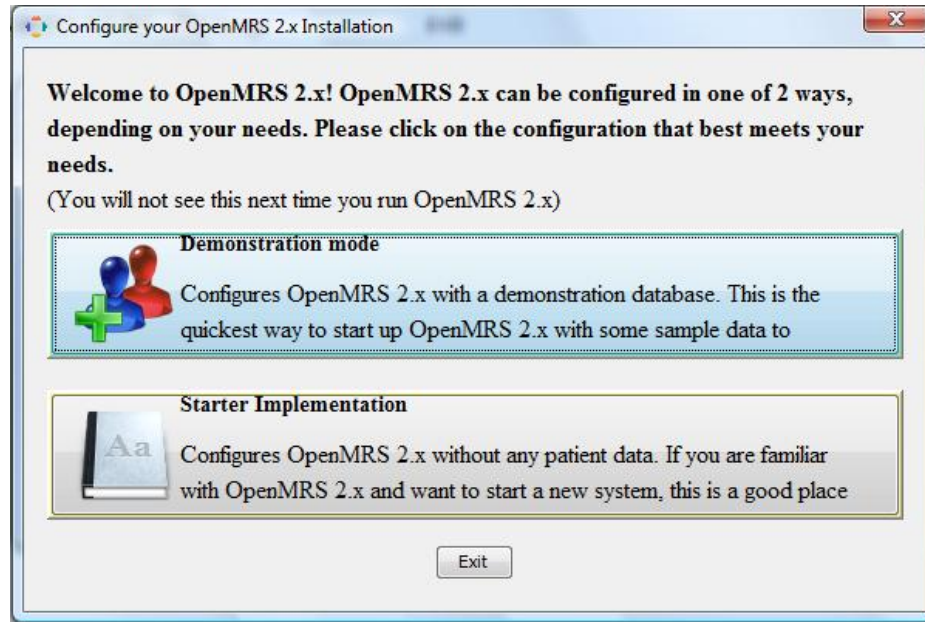 Configure your OpenMRS 2.x Installation
Welcome to OpenMRS 2.x! OpenMRS 2.x can be configured in one of 2 ways,
depending on your needs. Please click on the configuration that best meets your
needs.
(You will not see this next time you run OpenMRS 2.x)
Demonstration mode
Configures OpenMRS 2.x with a demonstration database. This is the
quickest way to start up OpenMRS 2.x with some sample data to
Starter Implementation
Aa
Configures OpenMRS 2.x without any patient data. If you are familiar
with OpenMRS 2.x and want to start a new system, this is a good place
Exit